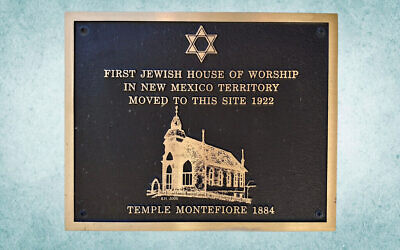 FIRST JEWISH HOUSE OF WORSHIP
IN NEW MEXICO TERRITORY
MOVED TO THIS SITE 1922
TEMPLE MONTEFIORE 1884